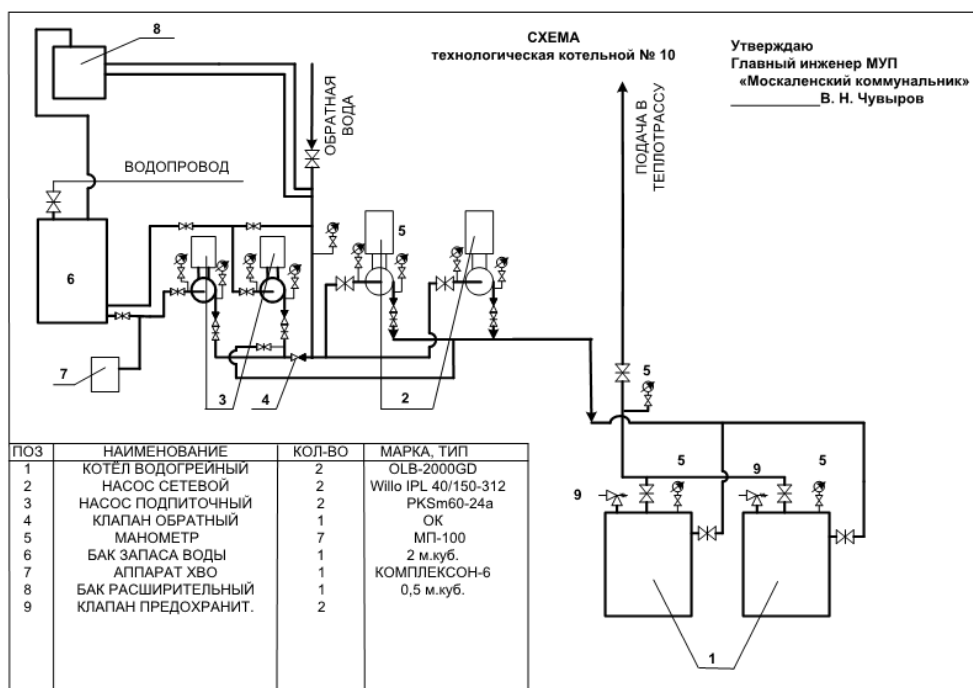 СХЕМА
технологическая котельной № 10
Утверждаю
Главный инженер МУП
«Москаленский коммунальник»
____________В. Н. Чувыров
8
ОБРАТНАЯ
ВОДА
ПОДАЧА В
ТЕПЛОТРАССУ
ВОДОПРОВОД
5
6
7
3
4
2
5
5
9
5
9
1
ПОЗ НАИМЕНОВАНИЕ КОЛ-ВО МАРКА, ТИП
1 КОТЁЛ ВОДОГРЕЙНЫЙ 2 OLB-2000GD
2 НАСОС СЕТЕВОЙ 2 Willo IPL 40/150-312
3 НАСОС ПОДПИТОЧНЫЙ 2 PKSm60-24a
4 КЛАПАН ОБРАТНЫЙ 1 ОК
5 МАНОМЕТР 7 МП-100
6 БАК ЗАПАСА ВОДЫ 1 2 м.куб.
7 АППАРАТ ХВО 1 КОМПЛЕКСОН-6
8 БАК РАСШИРИТЕЛЬНЫЙ 1 0,5 м.куб.
9 КЛАПАН ПРЕДОХРАНИТ. 2